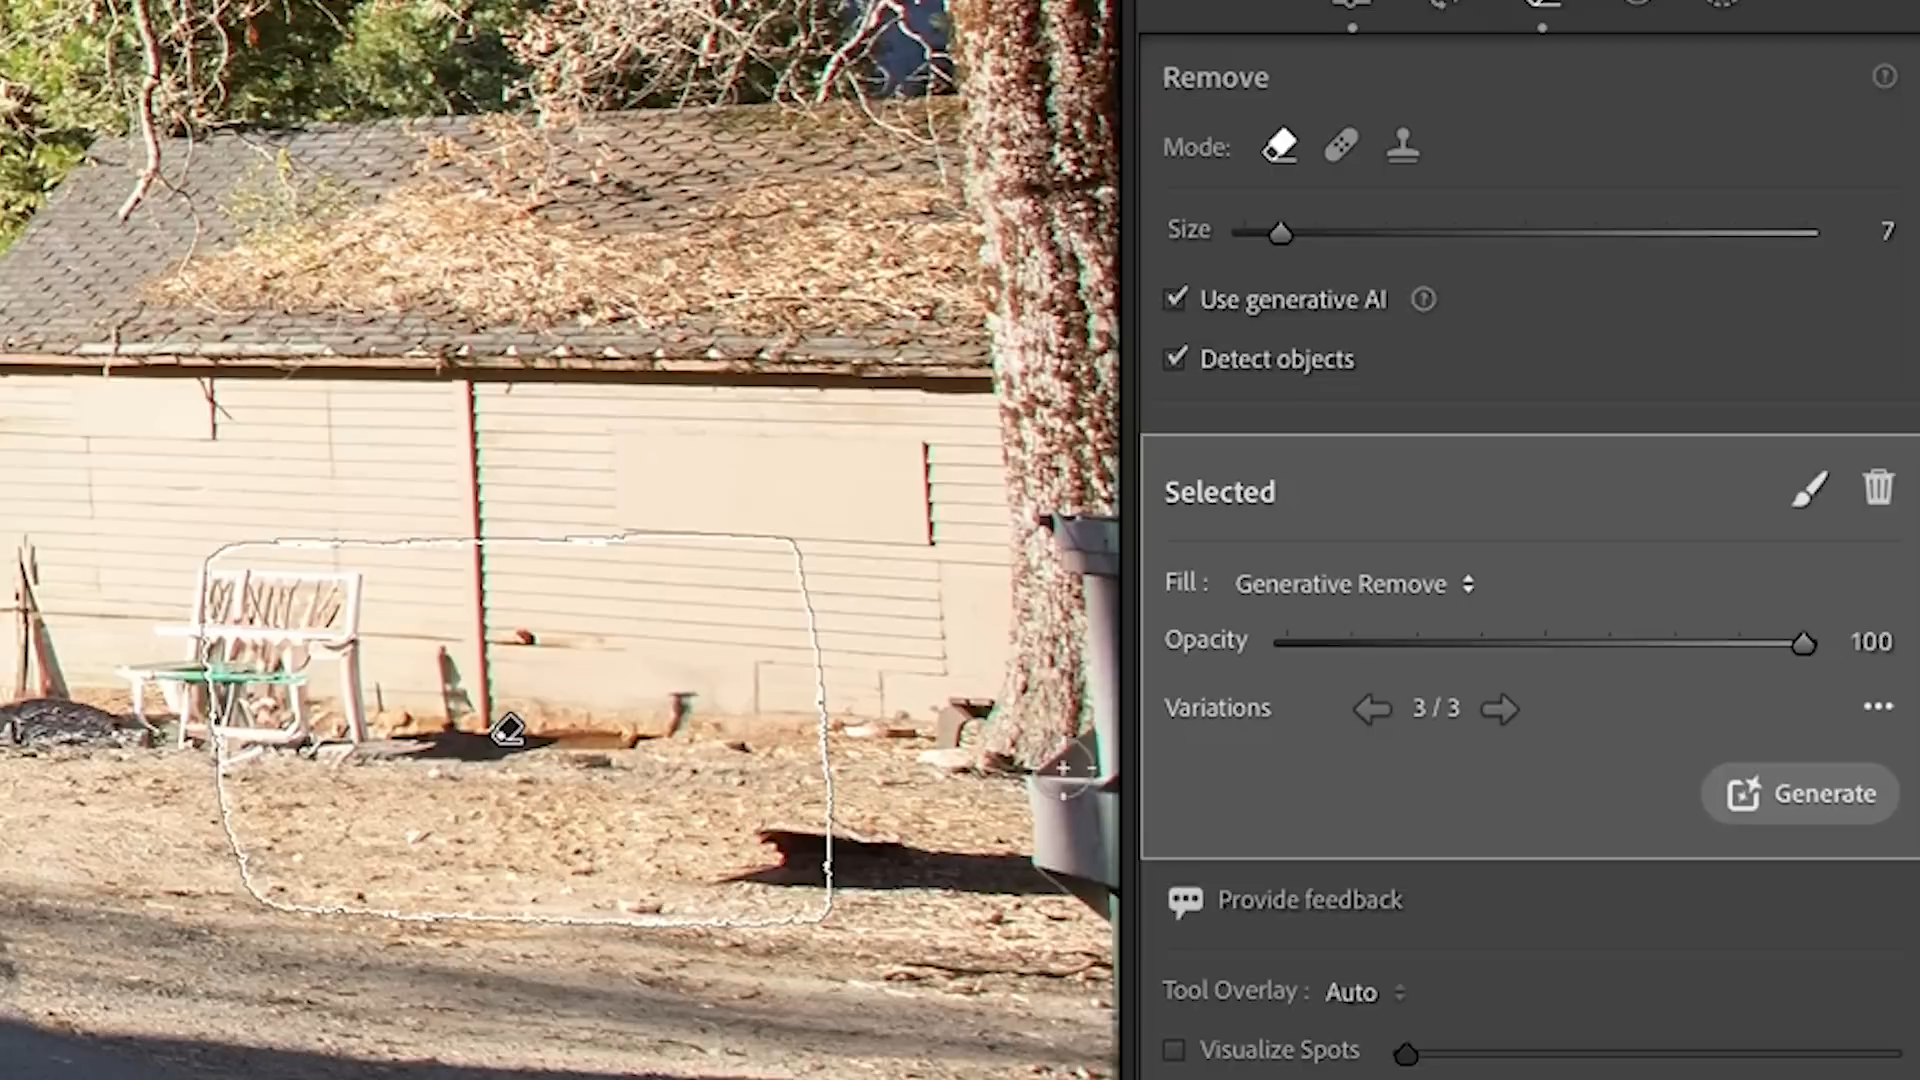 Remove
Mode:
Size 7
Use generative AI
Detect objects
Selected
Fill : Generative Remove
Opacity 100
Variations 3 / 3
Generate
Provide feedback
Tool Overlay : Auto
Visualize Spots